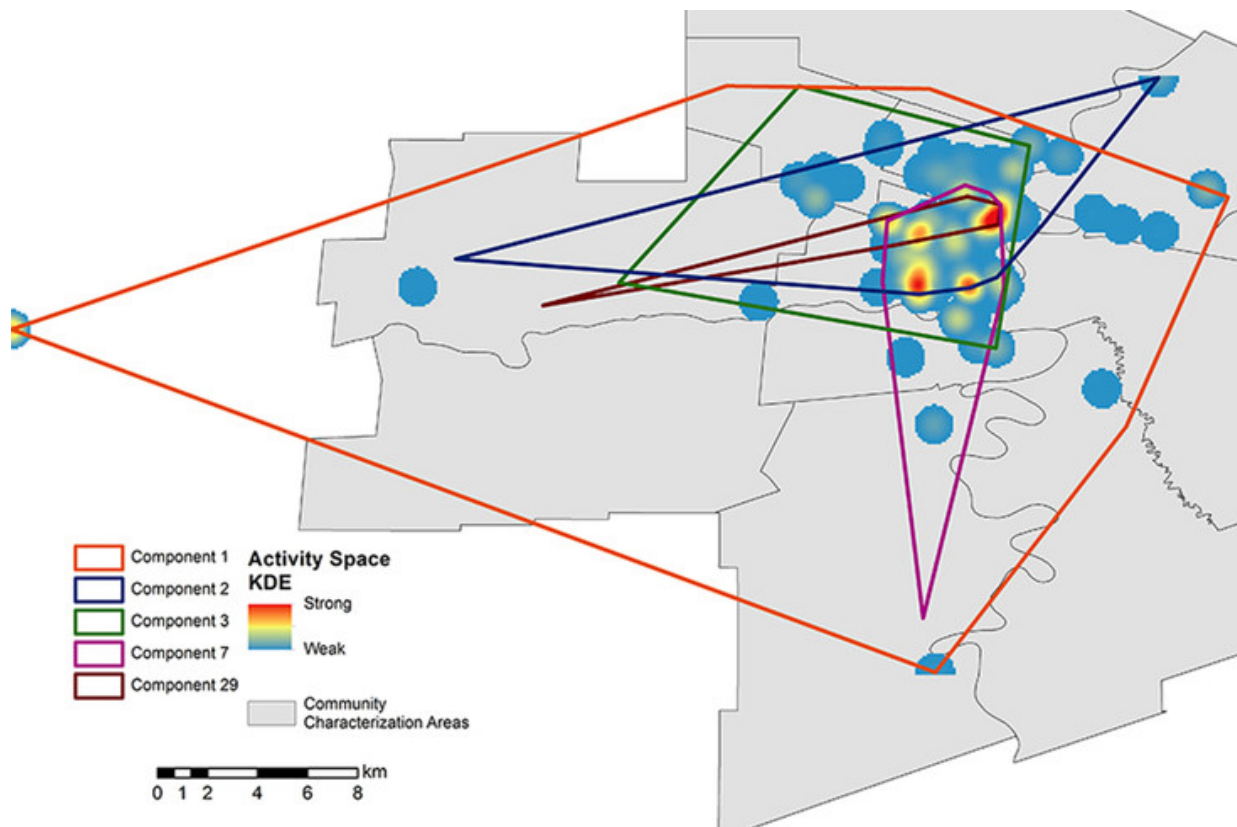 Component 1
Component 2
Component 3
Component 7
Component 29
Activity Space
KDE
Strong
Weak
Community
Characterization Areas
km
0 1 2 4 6 8